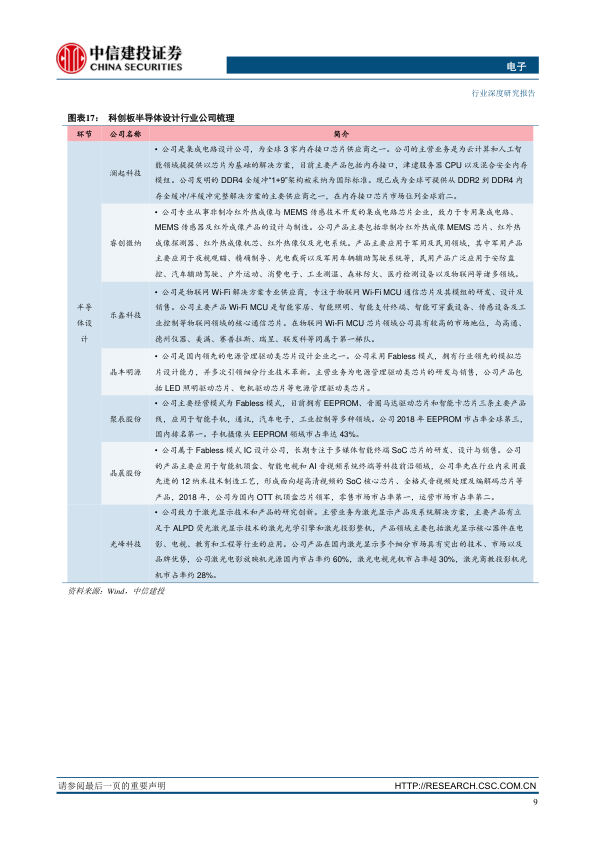 中信建投证券
CHINA SECURITIES
电子
行业深度研究报告
图表17： 科创板半导体设计行业公司梳理
环节 公司名称 简介
• 公司是集成电路设计公司，为全球 3 家内存接口芯片供应商之一。公司的主营业务是为云计算和人工智
能领域提提供以芯片为基础的解决方案，目前主要产品包括内存接口，津逮服务器 CPU 以及混合安全内存
澜起科技
模组。公司发明的 DDR4 全缓冲“1+9”架构被采纳为国际标准。现已成为全球可提供从 DDR2 到 DDR4 内
存全缓冲/半缓冲完整解决方案的主要供应商之一，在内存接口芯片市场位列全球前二。
• 公司专业从事非制冷红外热成像与 MEMS 传感技术开发的集成电路芯片企业，致力于专用集成电路、
MEMS 传感器及红外成像产品的设计与制造。公司产品主要包括非制冷红外热成像 MEMS 芯片、红外热
睿创微纳
成像探测器、红外热成像机芯、红外热像仪及光电系统。产品主要应用于军用及民用领域，其中军用产品
主要应用于夜视观瞄、精确制导、光电载荷以及军用车辆辅助驾驶系统等，民用产品广泛应用于安防监
控、汽车辅助驾驶、户外运动、消费电子、工业测温、森林防火、医疗检测设备以及物联网等诸多领域。
半导
体设
计
• 公司是物联网 Wi-Fi 解决方案专业供应商，专注于物联网 Wi-Fi MCU 通信芯片及其模组的研发、设计及
乐鑫科技
销售。公司主要产品 Wi-Fi MCU 是智能家居、智能照明、智能支付终端、智能可穿戴设备、传感设备及工
业控制等物联网领域的核心通信芯片。在物联网 Wi-Fi MCU 芯片领域公司具有较高的市场地位，与高通、
德州仪器、美满、赛普拉斯、瑞昱、联发科等同属于第一梯队。
• 公司是国内领先的电源管理驱动类芯片设计企业之一。公司采用 Fabless 模式，拥有行业领先的模拟芯
晶丰明源
片设计能力，并多次引领细分行业技术革新。主营业务为电源管理驱动类芯片的研发与销售，公司产品包
括 LED 照明驱动芯片、电机驱动芯片等电源管理驱动类芯片。
• 公司主要经营模式为 Fabless 模式，目前拥有 EEPROM、音圈马达驱动芯片和智能卡芯片三条主要产品
聚辰股份
线，应用于智能手机，通讯，汽车电子，工业控制等多种领域。公司 2018 年 EEPROM 市占率全球第三，
国内排名第一。手机摄像头 EEPROM 领域市占率达 43%。
• 公司属于 Fabless 模式 IC 设计公司，长期专注于多媒体智能终端 SoC 芯片的研发、设计与销售。公司
晶晨股份
的产品主要应用于智能机顶盒、智能电视和 AI 音视频系统终端等科技前沿领域，公司率先在行业内采用最
先进的 12 纳米技术制造工艺，形成面向超高清视频的 SoC 核心芯片、全格式音视频处理及编解码芯片等
产品，2018 年，公司为国内 OTT 机顶盒芯片领军，零售市场市占率第一，运营市场市占率第二。
• 公司致力于激光显示技术和产品的研究创新。主营业务为激光显示产品及系统解决方案，主要产品有立
足于 ALPD 荧光激光显示技术的激光光学引擎和激光投影整机，产品领域主要包括激光显示核心器件在电
光峰科技
影、电视、教育和工程等行业的应用。公司产品在国内激光显示多个细分市场具有突出的技术、市场以及
品牌优势，公司激光电影放映机光源国内市占率约 60%，激光电视光机市占率超 30%，激光商教投影机光
机市占率约 28%。
资料来源：Wind，中信建投
请参阅最后一页的重要声明
HTTP://RESEARCH.CSC.COM.CN
9